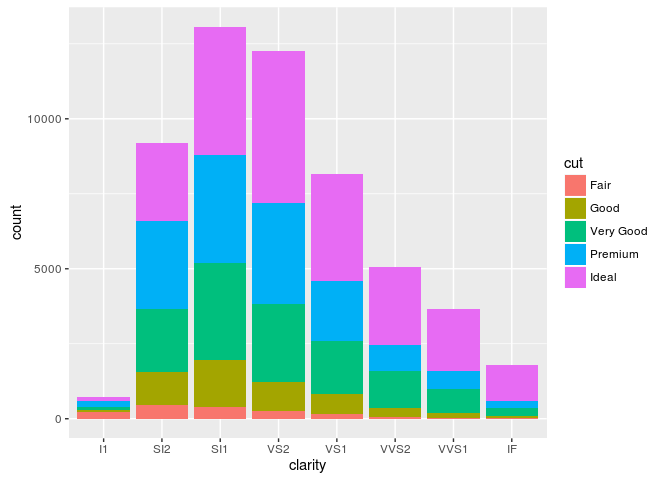 10000
5000
0
count
I1 SI2 SI1 VS2 VS1 VVS2 VVS1 IF
clarity
cut
Fair
Good
Very Good
Premium
Ideal